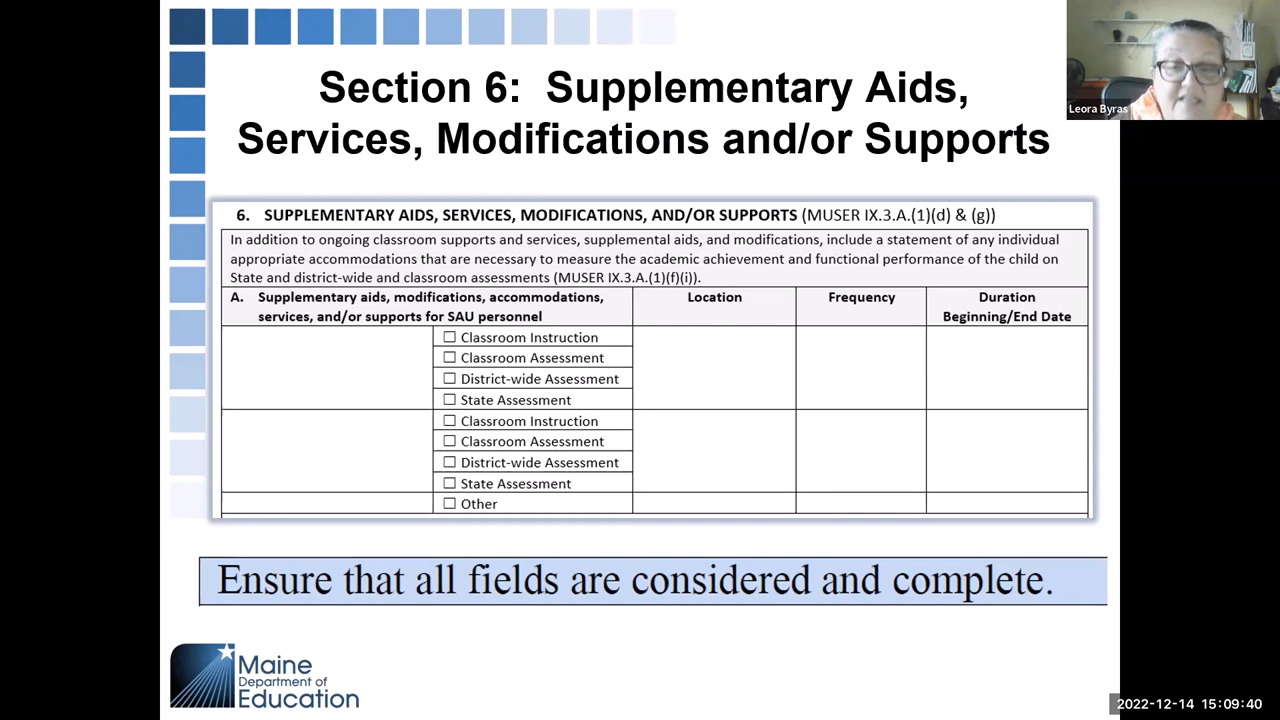 Section 6:  Supplementary Aids,
Services, Modifications and/or Supports
Leora Byras
6. SUPPLEMENTARY AIDS, SERVICES, MODIFICATIONS, AND/OR SUPPORTS (MUSER IX.3.A.(1)(d) & (g))
In addition to ongoing classroom supports and services, supplemental aids, and modifications, include a statement of any individual
appropriate accommodations that are necessary to measure the academic achievement and functional performance of the child on
State and district-wide and classroom assessments (MUSER IX.3.A.(1)(f)(i)).
A. Supplementary aids, modifications, accommodations, Location Frequency Duration
services, and/or supports for SAU personnel Beginning/End Date
☐ Classroom Instruction
☐ Classroom Assessment
☐ District-wide Assessment
☐ State Assessment
☐ Classroom Instruction
☐ Classroom Assessment
☐ District-wide Assessment
☐ State Assessment
☐ Other
Ensure that all fields are considered and complete.
Maine
Department of
Education
2022-12-14 15:09:40